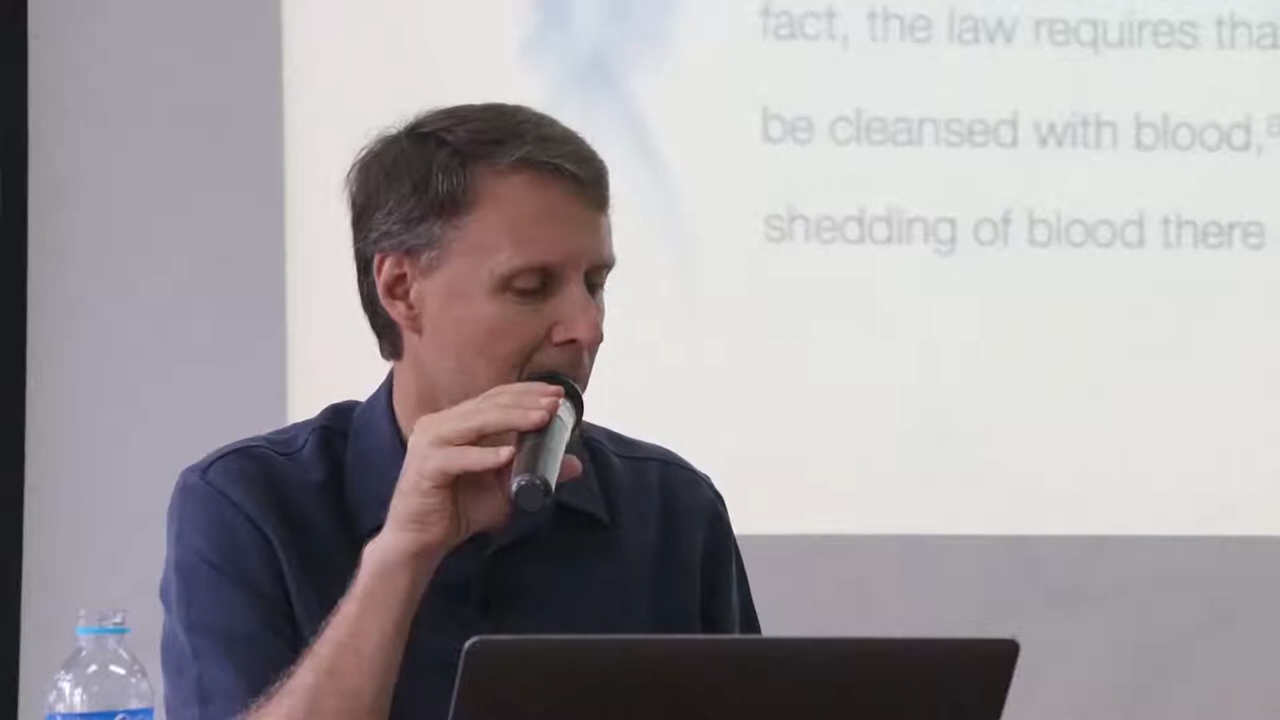 fact, the law requires tha
be cleansed with blood,
shedding of blood there